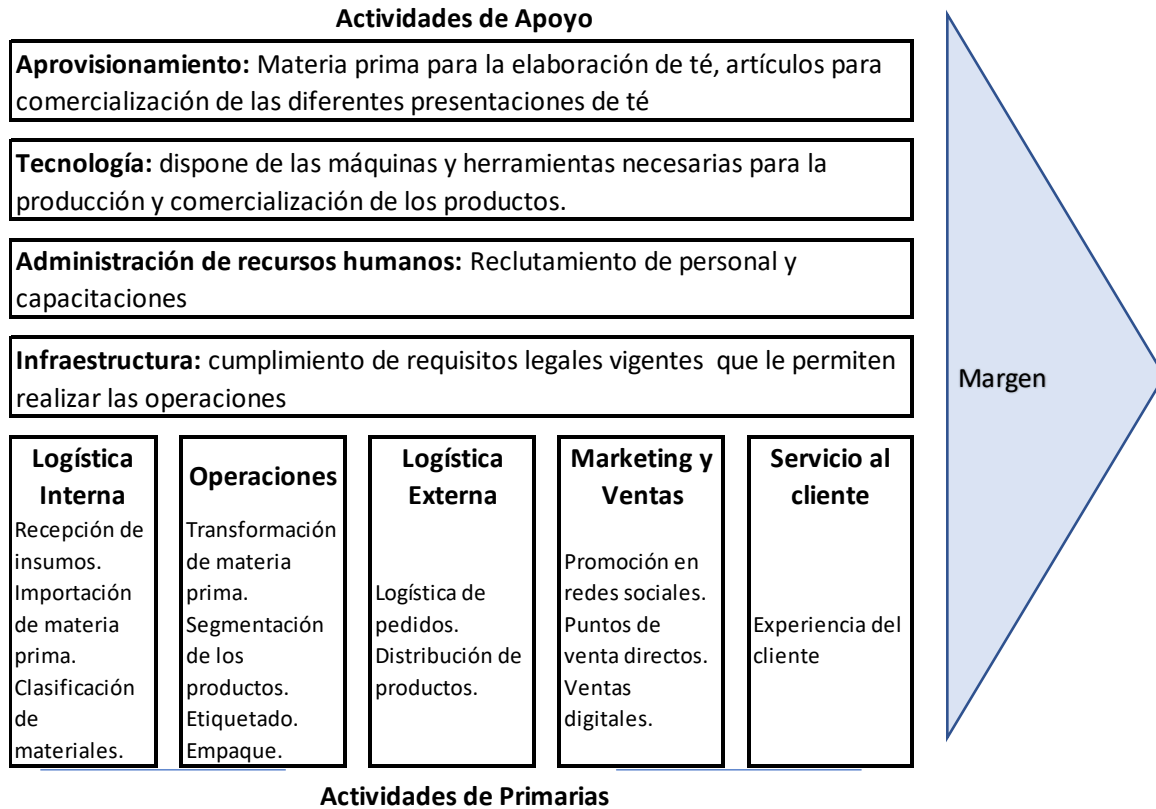 Actividades de Apoyo
Aprovisionamiento: Materia prima para la elaboración de té, artículos para
comercialización de las diferentes presentaciones de té
Tecnología: dispone de las máquinas y herramientas necesarias para la
producción y comercialización de los productos.
Administración de recursos humanos: Reclutamiento de personal y
capacitaciones
Infraestructura: cumplimiento de requisitos legales vigentes  que le permiten
realizar las operaciones
Margen
Logística
Interna
Recepción de
insumos.
Importación
de materia
prima.
Clasificación
de
materiales.
Operaciones
Transformación
de materia
prima.
Segmentación
de los
productos.
Etiquetado.
Empaque.
Logística
Externa
Logística de
pedidos.
Distribución de
productos.
Marketing y
Ventas
Promoción en
redes sociales.
Puntos de
venta directos.
Ventas
digitales.
Servicio al
cliente
Experiencia del
cliente
Actividades de Primarias